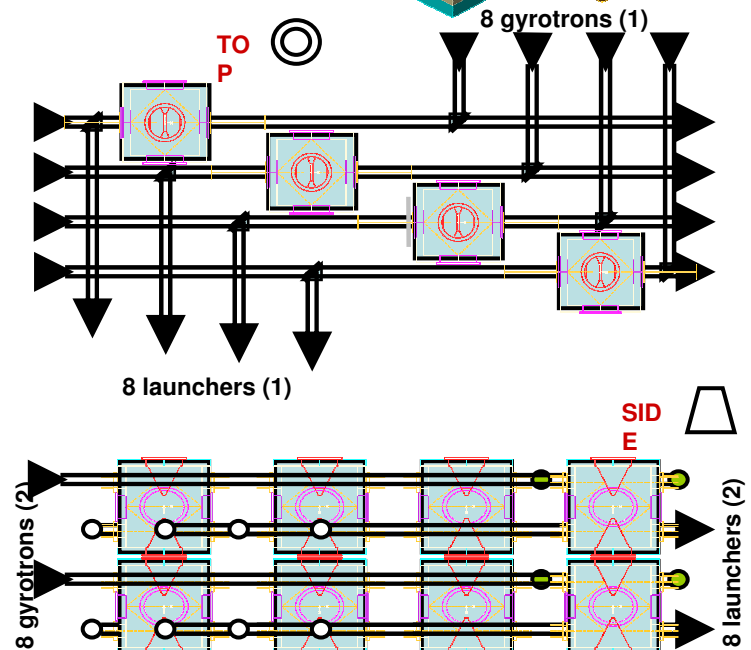 8 gyrotrons (1)
TO
P
8 launchers (1)
SID
E
8 gyrotrons (2)
8 launchers (2)